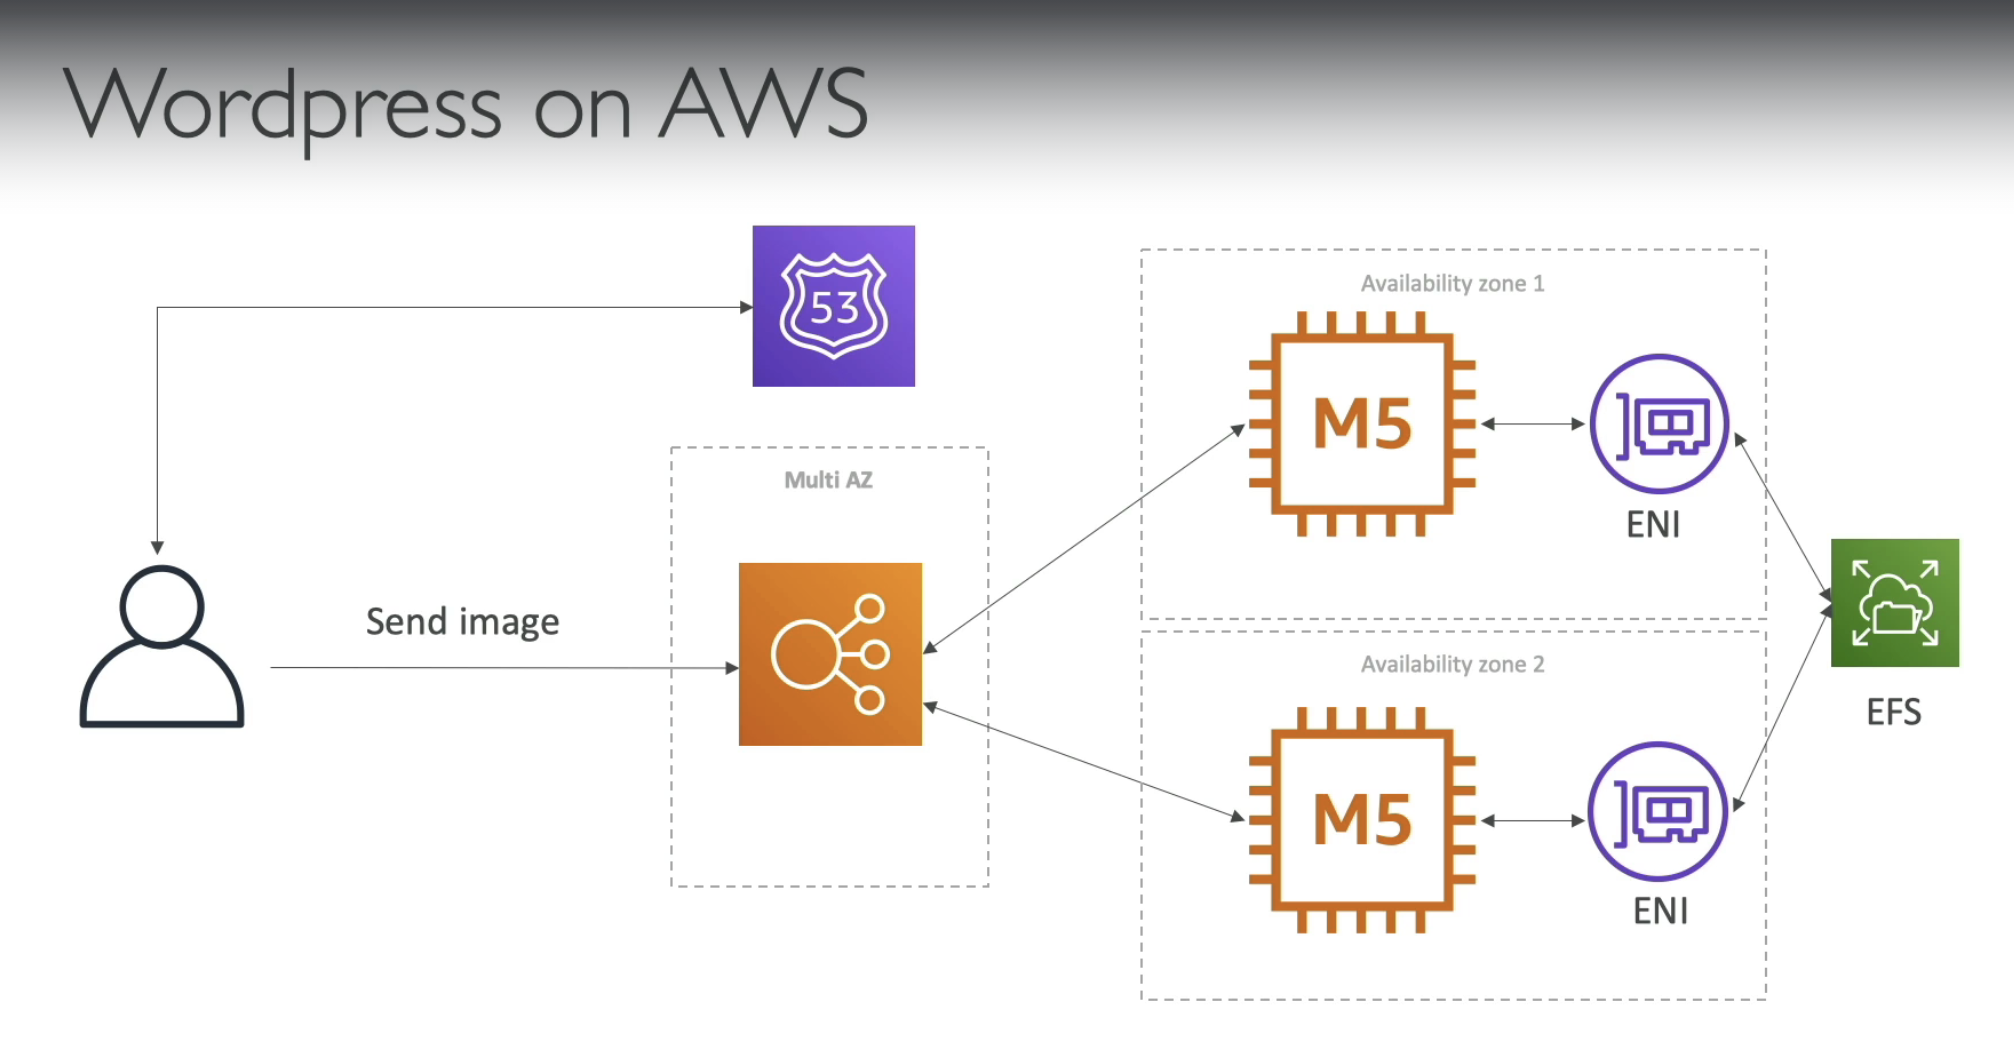 Wordpress on AWS
53
Availability zone 1
M5
ENI
Multi AZ
Send image
EFS
Availability zone 2
M5
ENI